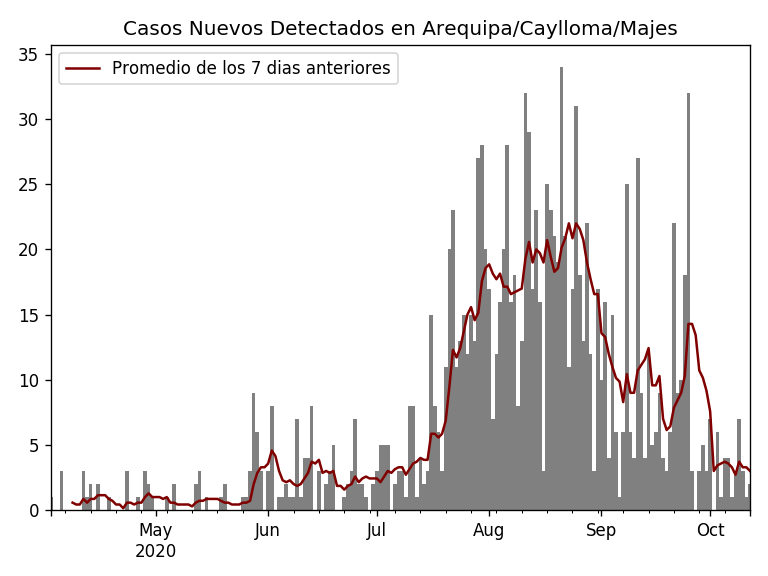 Casos Nuevos Detectados en Arequipa/Caylloma/Majes
Promedio de los 7 dias anteriores
35
30
25
20
15
10
5
0
May
2020
Jun
Jul
Aug
Sep
Oct